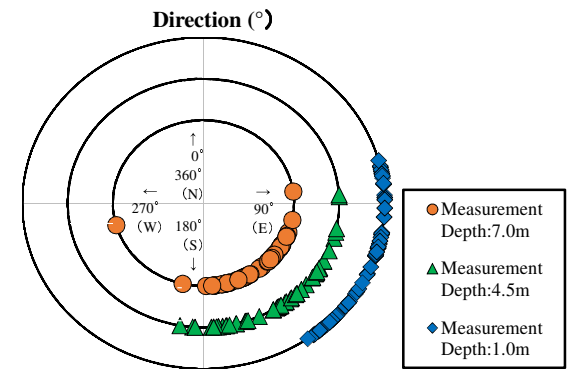 Direction (°)
↑
0°
360°
(N)
←
→
270°
(W)
90°
(E)
180°
(S)
↓
Measurement
Depth:7.0m
Measurement
Depth:4.5m
Measurement
Depth:1.0m